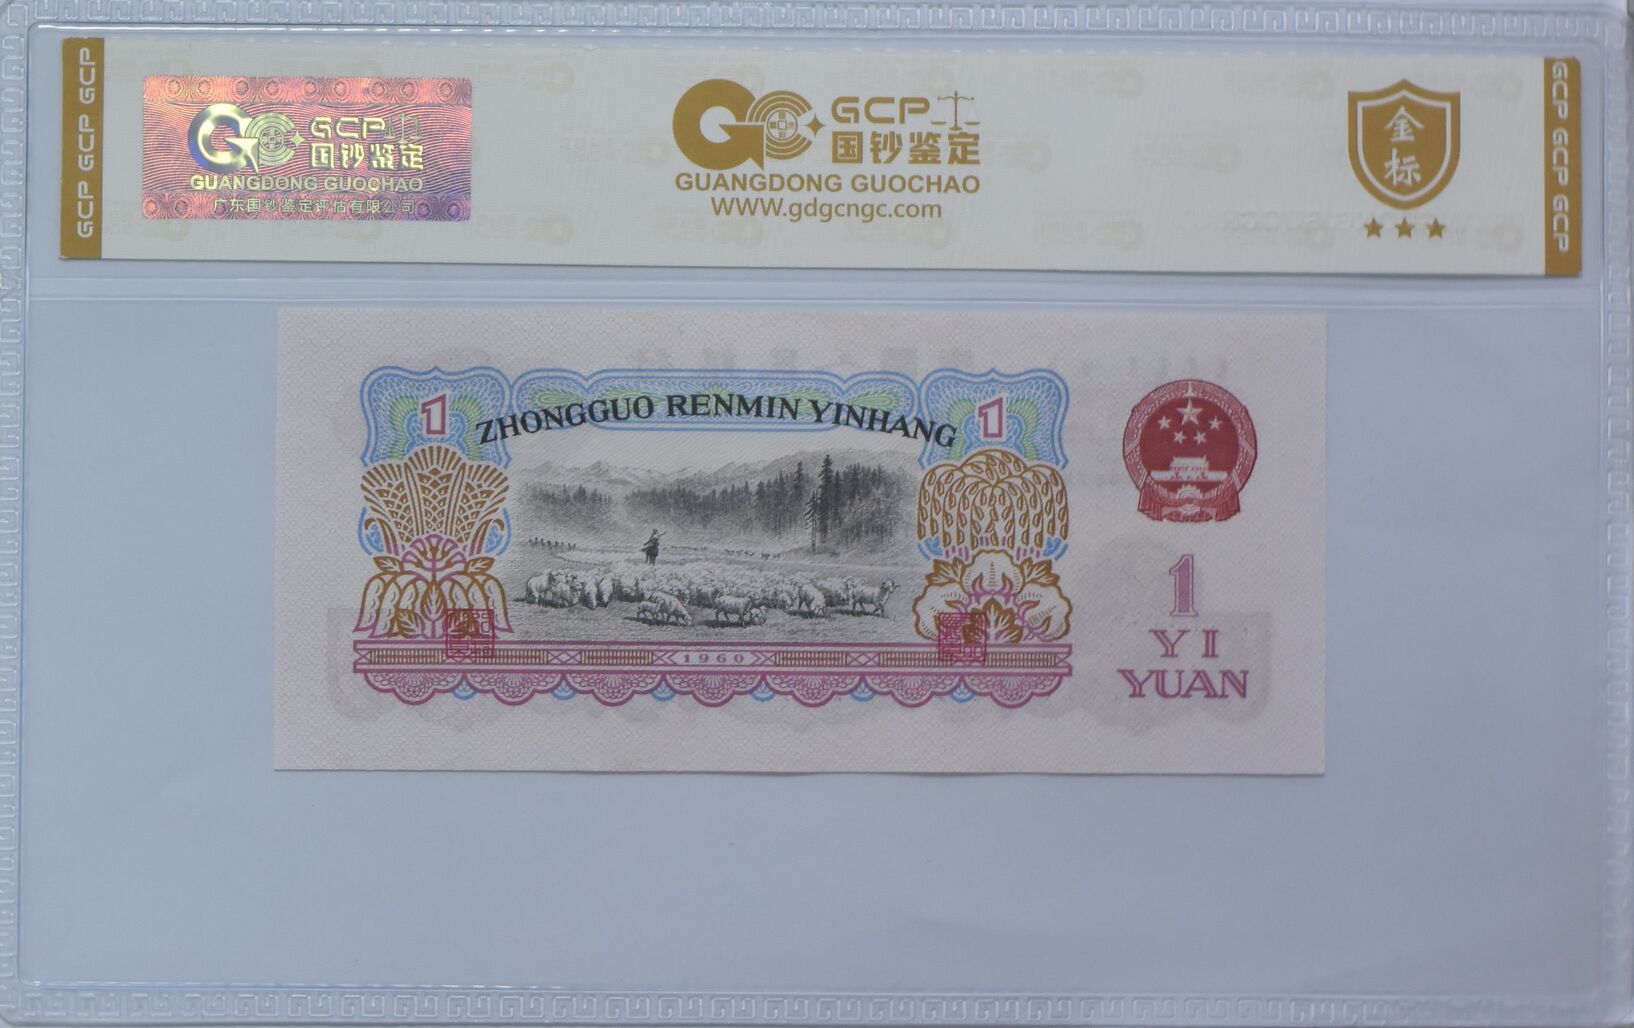 GCP GCP GCP
GCP
国钞鉴定
GUANGDONG GUOCHAO
广东国钞鉴定评估有限公司
GCP
国钞鉴定
GUANGDONG GUOCHAO
WWW.gdgcngc.com
金
标
GCP GCP GCP GCP
1
ZHONGGUO RENMIN YINHANG
1
1960
1
YI
YUAN